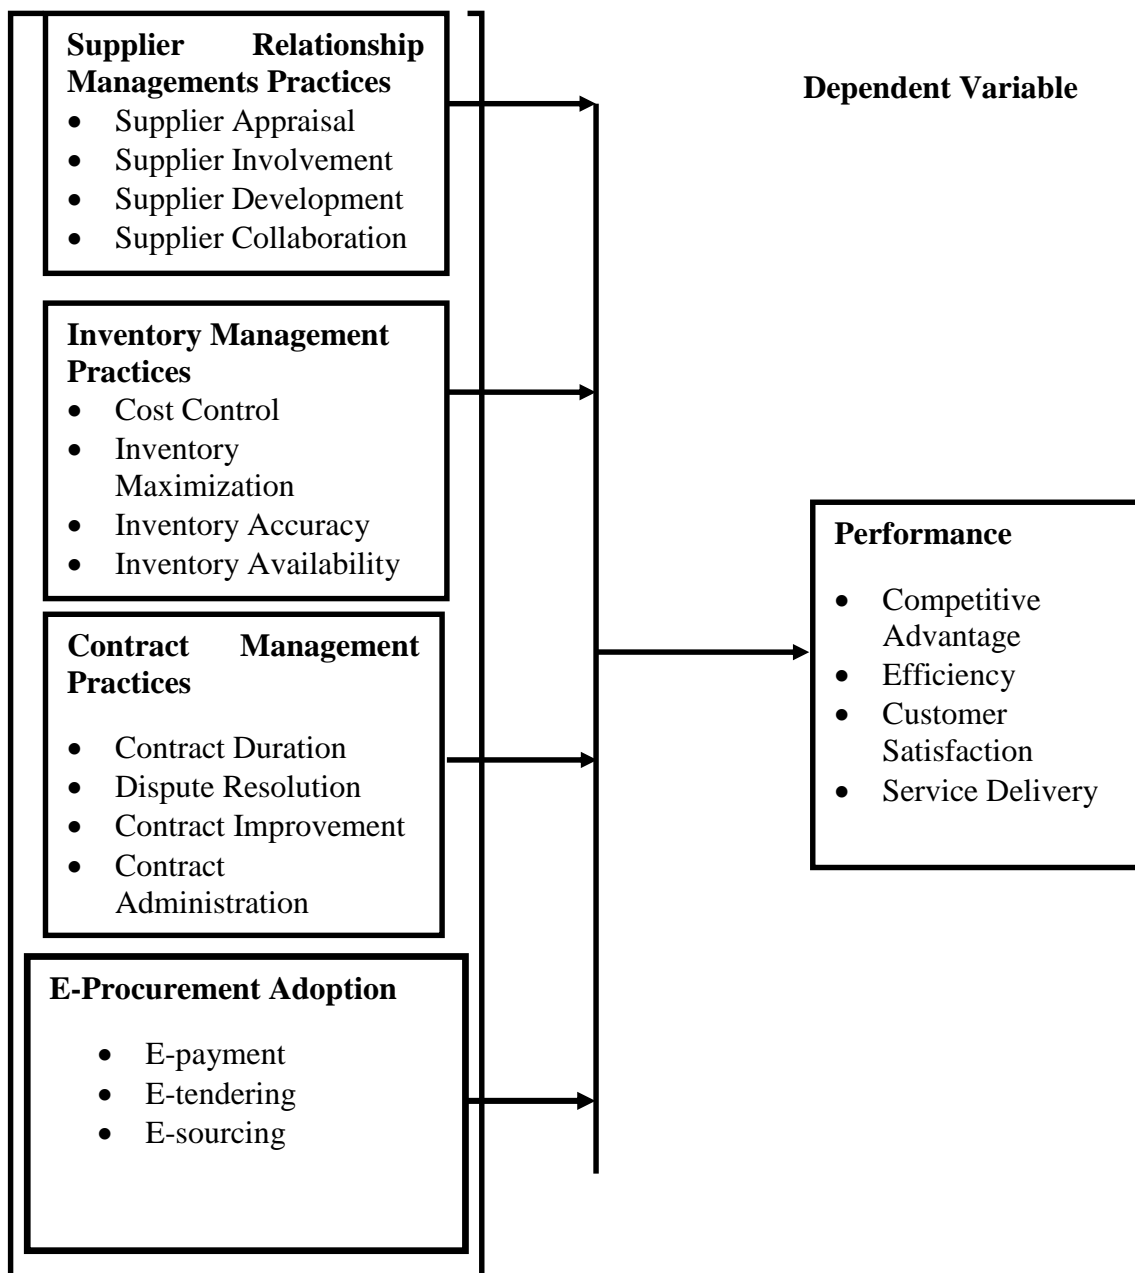 Supplier Relationship
Managements Practices
• Supplier Appraisal
• Supplier Involvement
• Supplier Development
• Supplier Collaboration
Inventory Management
Practices
• Cost Control
• Inventory
Maximization
• Inventory Accuracy
• Inventory Availability
Contract Management
Practices
• Contract Duration
• Dispute Resolution
• Contract Improvement
• Contract
Administration
E-Procurement Adoption
• E-payment
• E-tendering
• E-sourcing
Dependent Variable
Performance
• Competitive
Advantage
• Efficiency
• Customer
Satisfaction
• Service Delivery